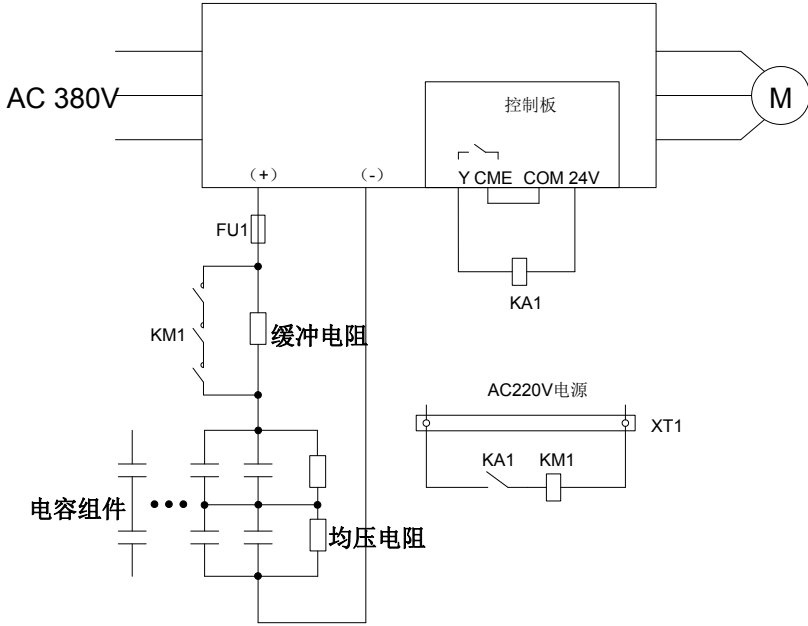 AC 380V
控制板
M
(+)
(-)
Y CME COM 24V
FU1
KA1
KM1
缓冲电阻
AC220V电源
XT1
KA1
KM1
电容组件
均压电阻